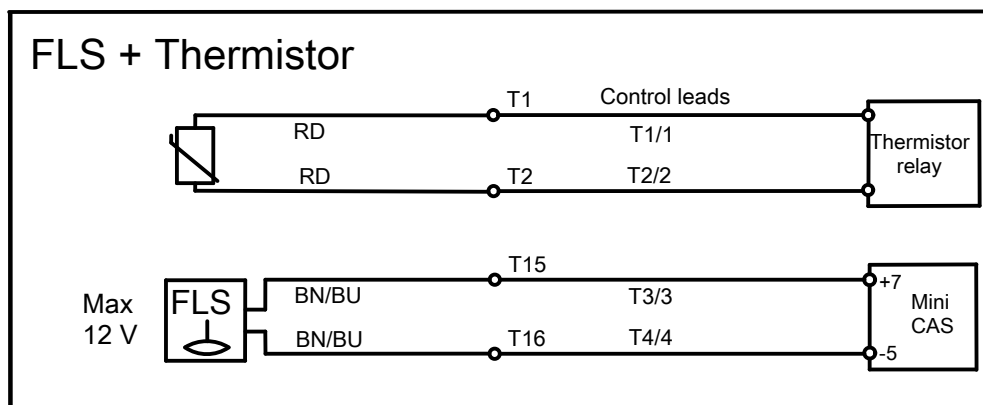 FLS + Thermistor
T1
Control leads
RD
T1/1
Thermistor
relay
RD
T2
T2/2
T15
Max
12 V
FLS
BN/BU
T3/3
+7
Mini
CAS
BN/BU
T16
T4/4
-5